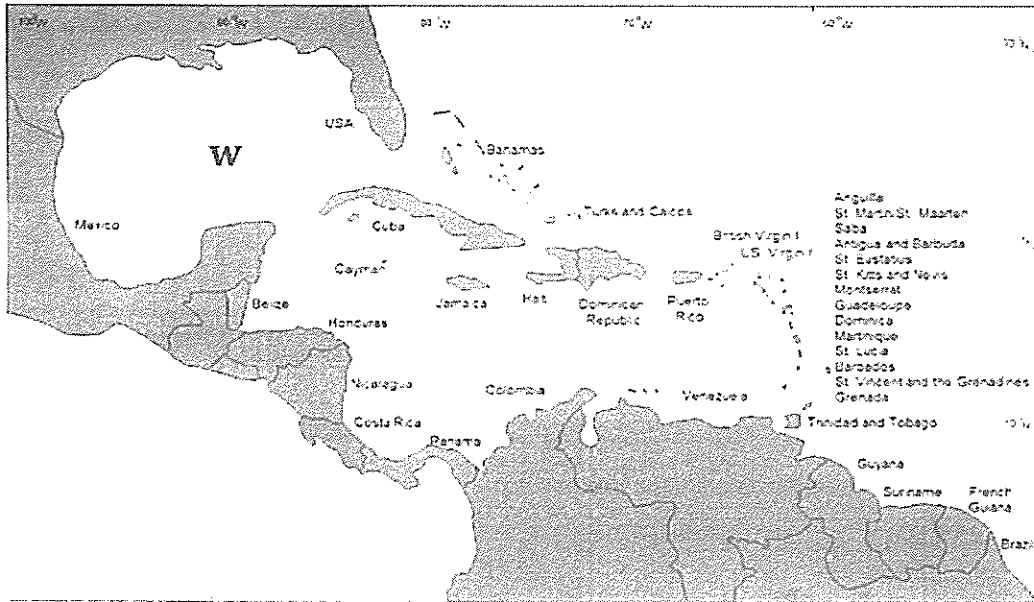 80°W
70°W
60°W
USA
W
Bahamas
Mexico
Cuba
Turks and Caicos
Anguilla
St. Martin/St. Maarten
Saba
British Virgin I
US Virgin I
Antigua and Barbuda
St. Eustatius
Cayman
St. Kitts and Nevis
Montserrat
Belize
Jamaica
Haiti
Dominican
Republic
Puerto
Rico
Guadeloupe
Dominica
Honduras
Martinique
St. Lucia
Barbados
Nicaragua
Colombia
Venezuela
St. Vincent and the Grenadines
Grenada
Costa Rica
Trinidad and Tobago
Panama
Guyana
Suriname
French
Guiana
Brazil